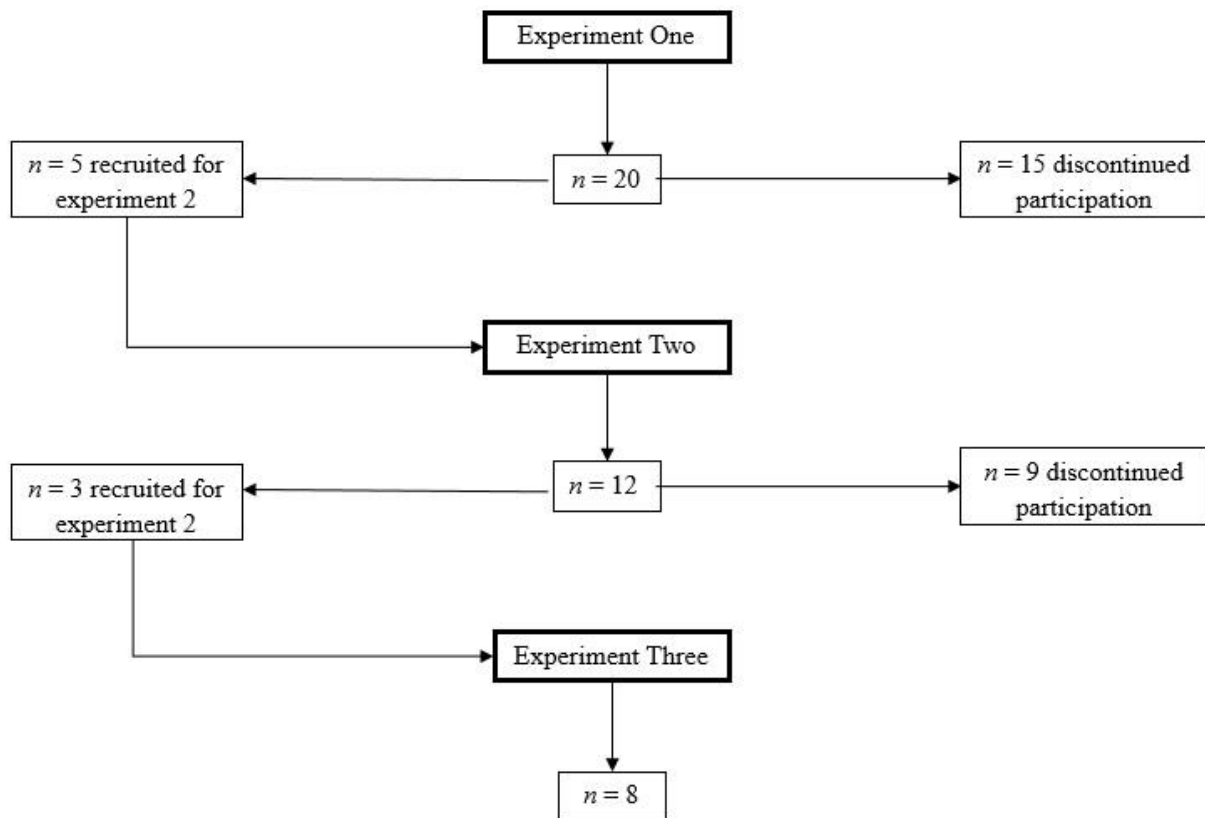 Experiment One
n = 5 recruited for
experiment 2
n = 20
n = 15 discontinued
participation
Experiment Two
n = 3 recruited for
experiment 2
n = 12
n = 9 discontinued
participation
Experiment Three
n = 8